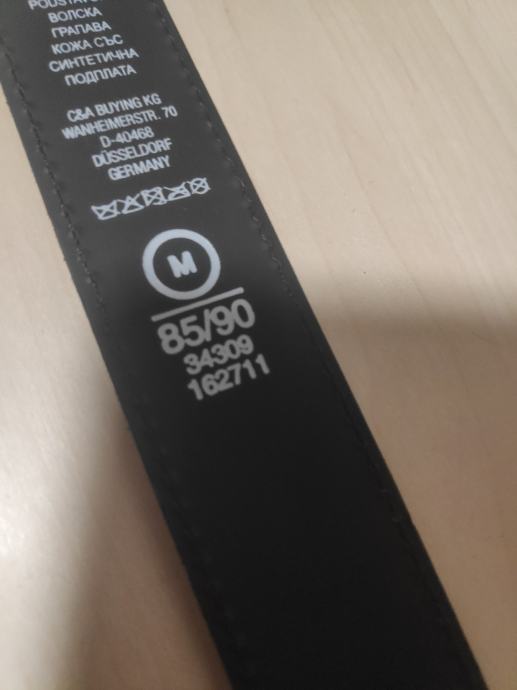 ВОЛСКА
ГРАПАВА
КОЖА СЪС
СИНТЕТИЧНА
ПОДПЛАТА
C&A BUYING KG
WANHEIMERSTR. 70
D-40468
DÜSSELDORF
GERMANY
M
85/90
34309
162711